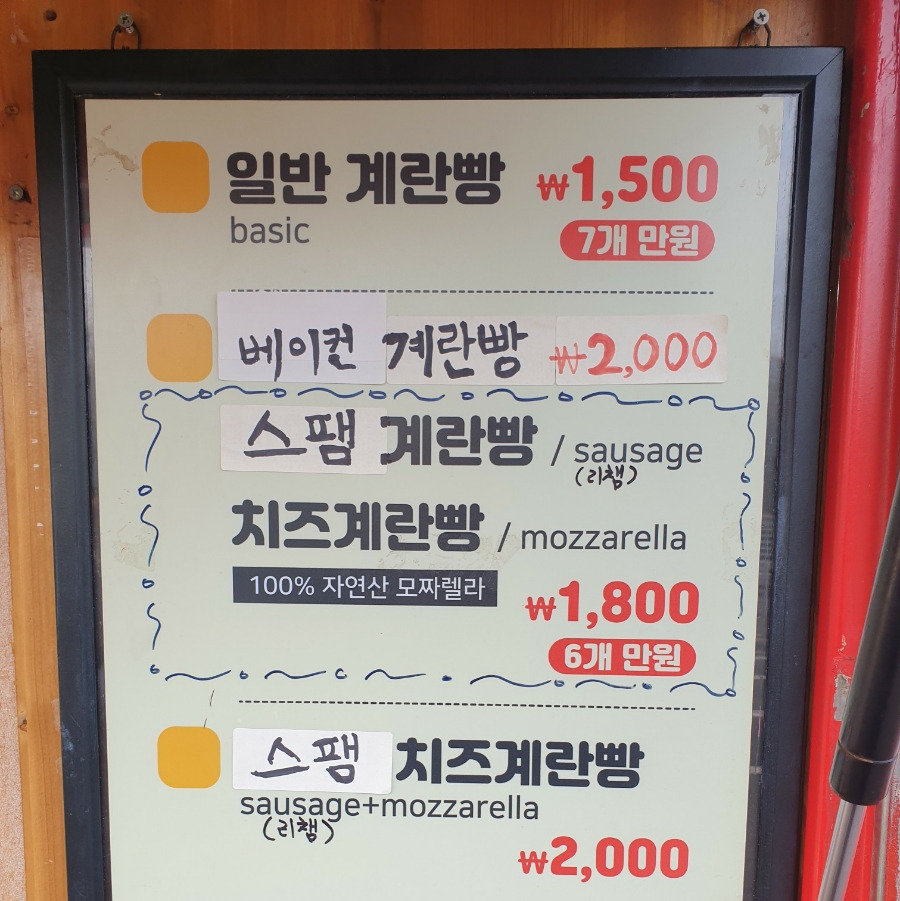 일반 계란빵 ₩1,500
basic 7개 만원
베이컨 계란빵 ₩2,000
스팸 계란빵 / sausage
(리챔)
치즈계란빵 / mozzarella
100% 자연산 모짜렐라
₩1,800
6개 만원
스팸 치즈계란빵
sausage+mozzarella
(리챔)
₩2,000